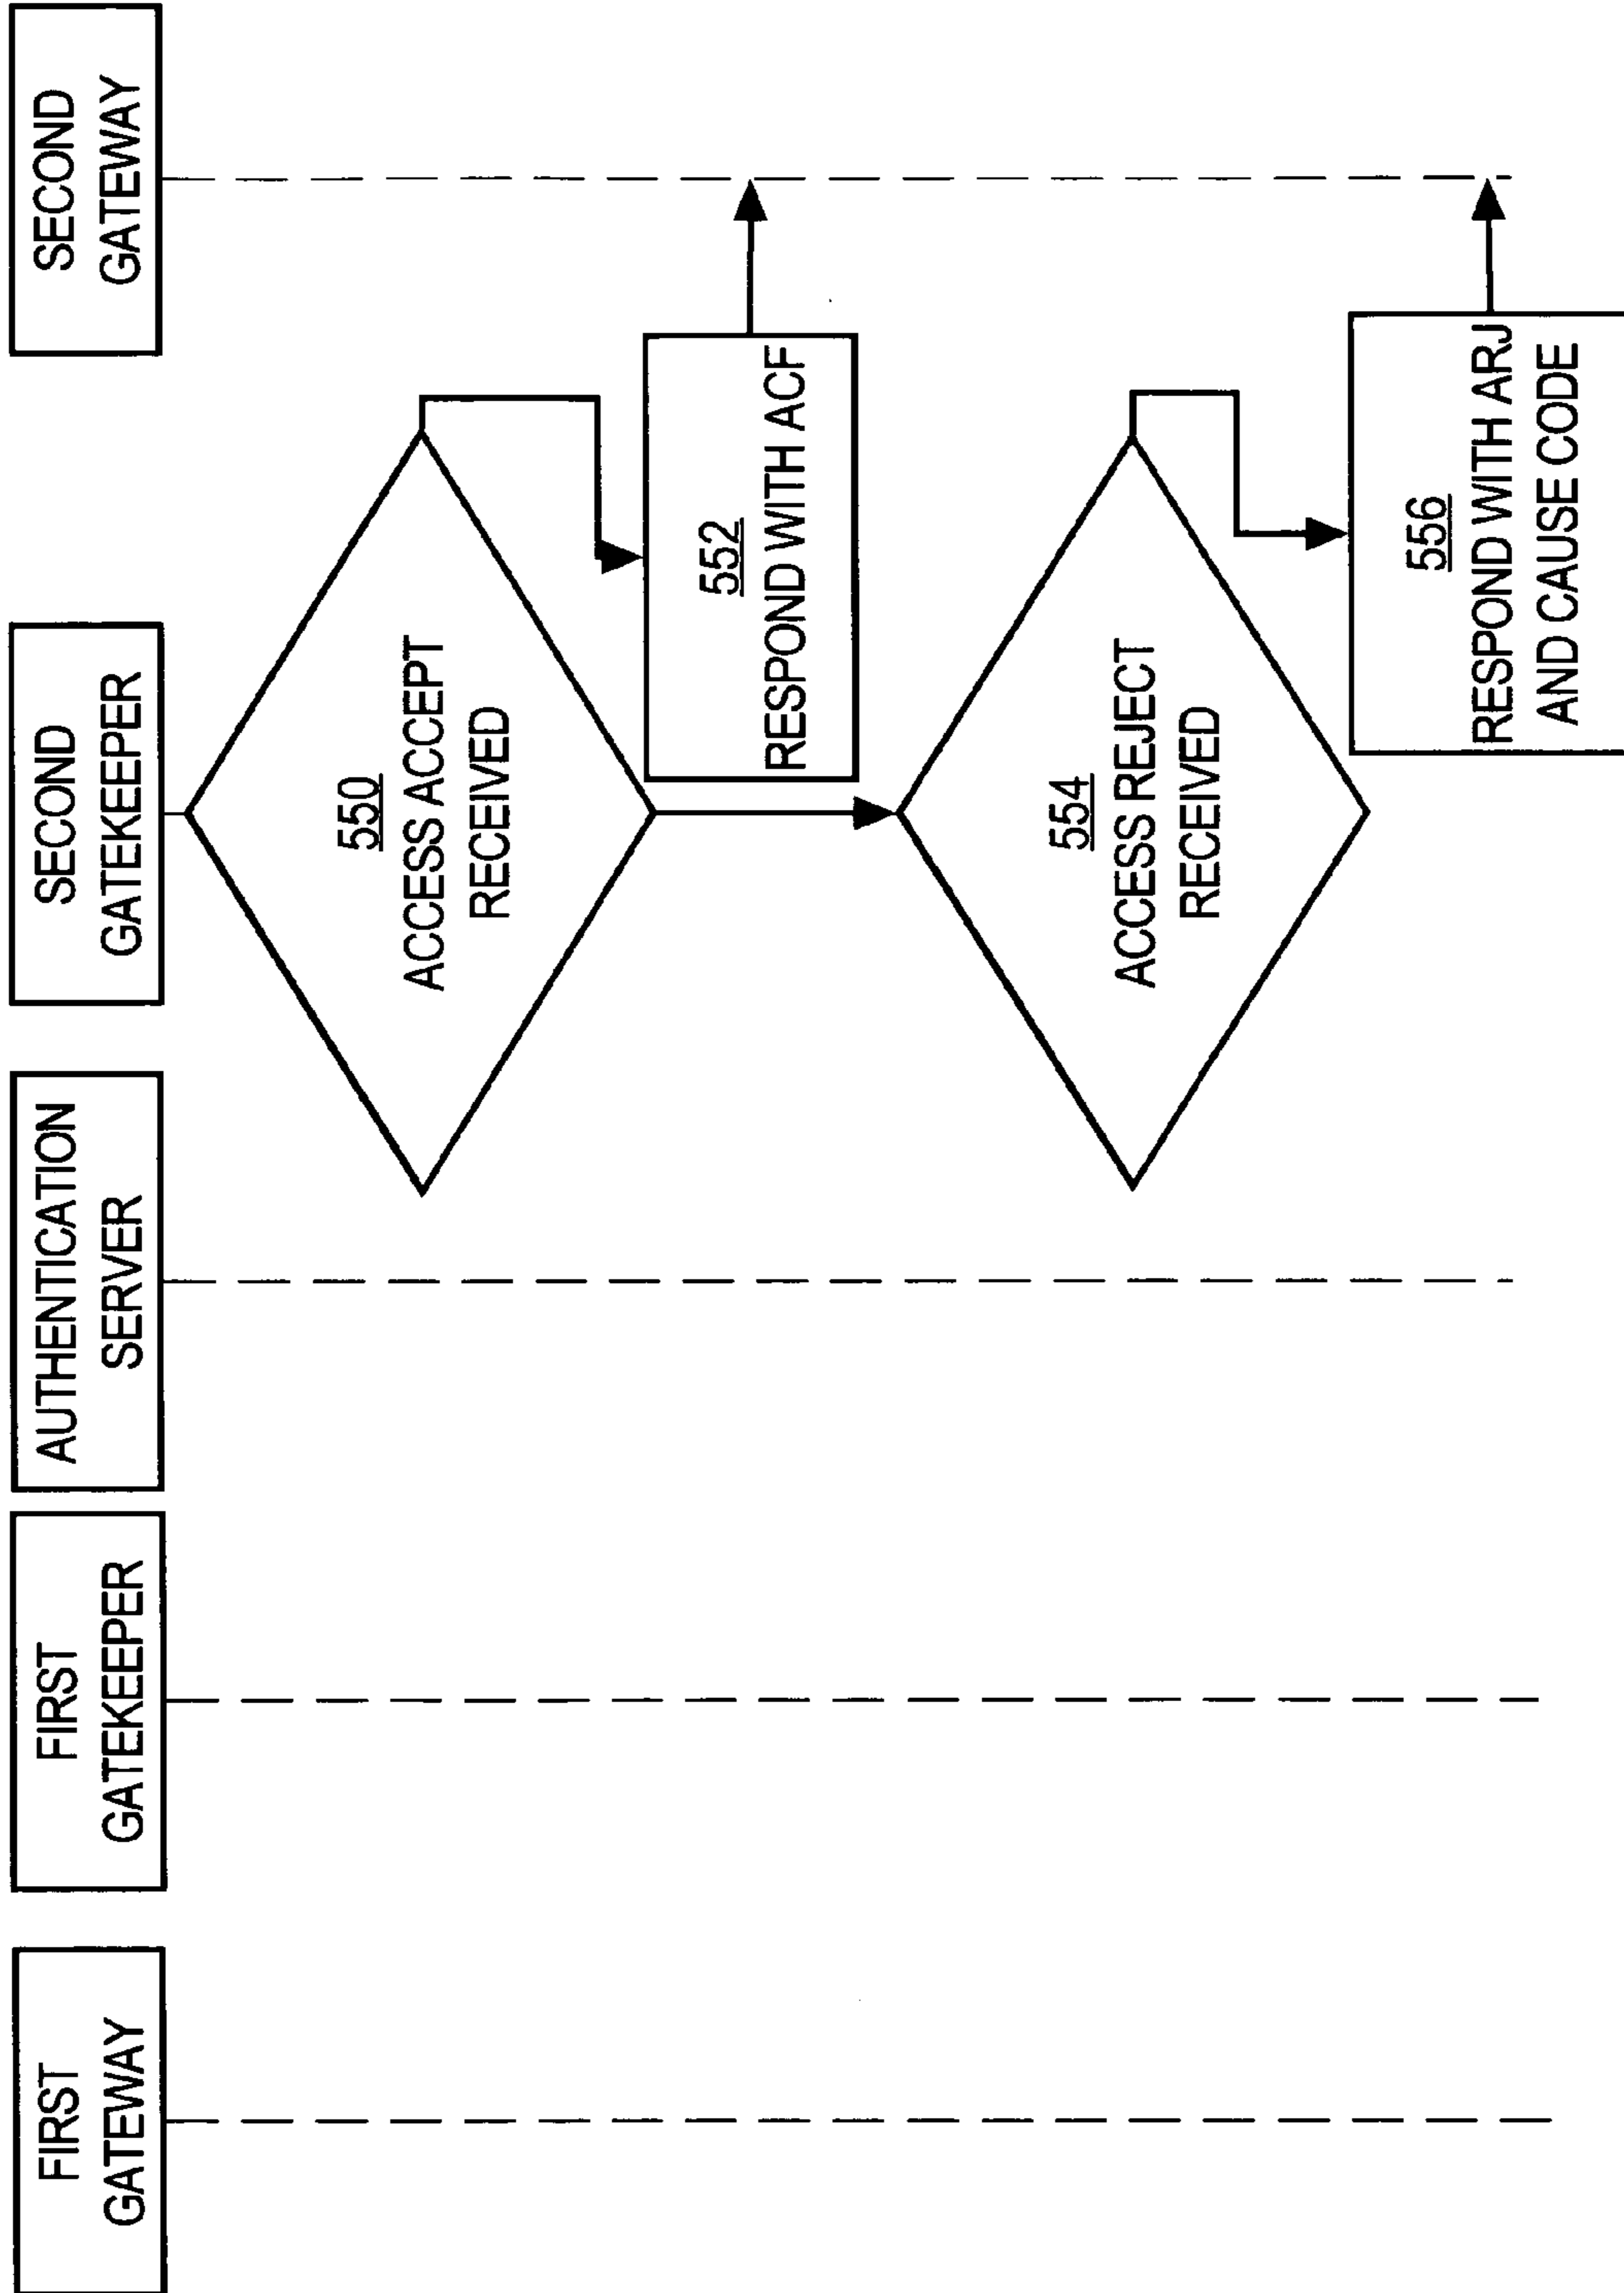 FIRST
GATEWAY
FIRST
GATEKEEPER
AUTHENTICATION
SERVER
SECOND
GATEKEEPER
SECOND
GATEWAY
550
ACCESS ACCEPT
RECEIVED
552
RESPOND WITH ACF
554
ACCESS REJECT
RECEIVED
556
RESPOND WITH ARJ
AND CAUSE CODE